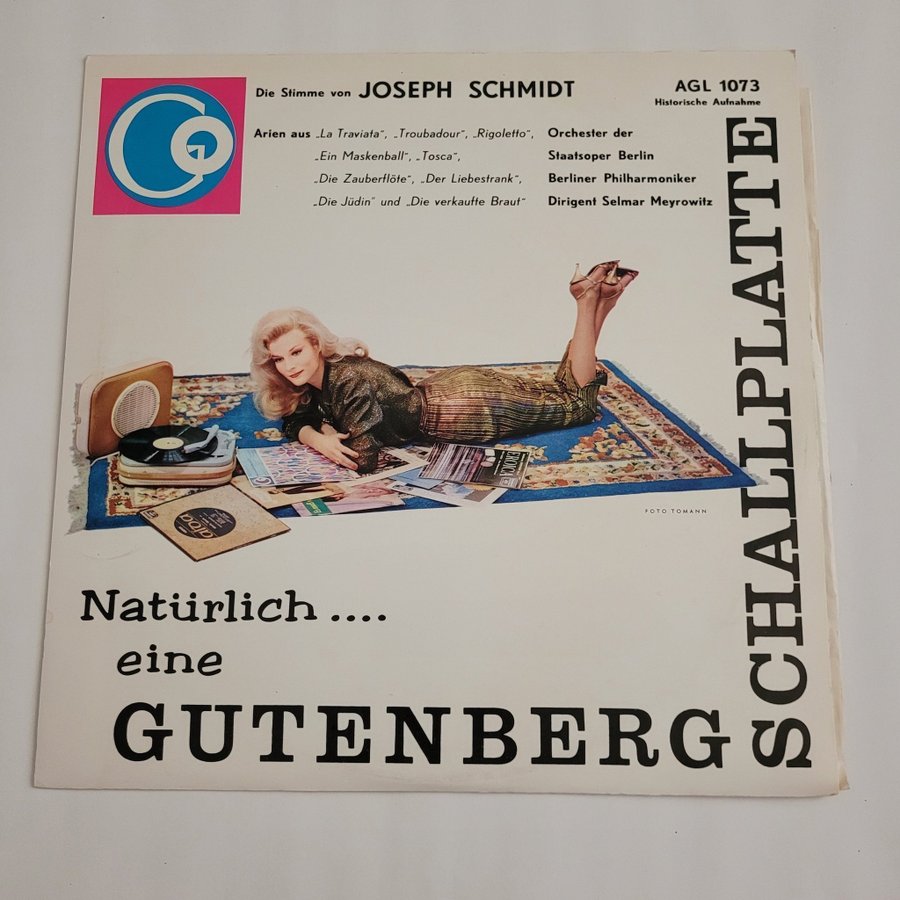 Die Stimme von JOSEPH SCHMIDT
AGL 1073
Historische Aufnahme
Arien aus „La Traviata“, „Troubadour“, „Rigoletto“,
„Ein Maskenball“, „Tosca“,
„Die Zauberflöte“, „Der Liebestrank“,
„Die Jüdin“ und „Die verkaufte Braut“
Orchester der
Staatsoper Berlin
Berliner Philharmoniker
Dirigent Selmar Meyrowitz
FOTO TOMANN
Natürlich ....
eine
GUTENBERG
SCHALLPLATTE